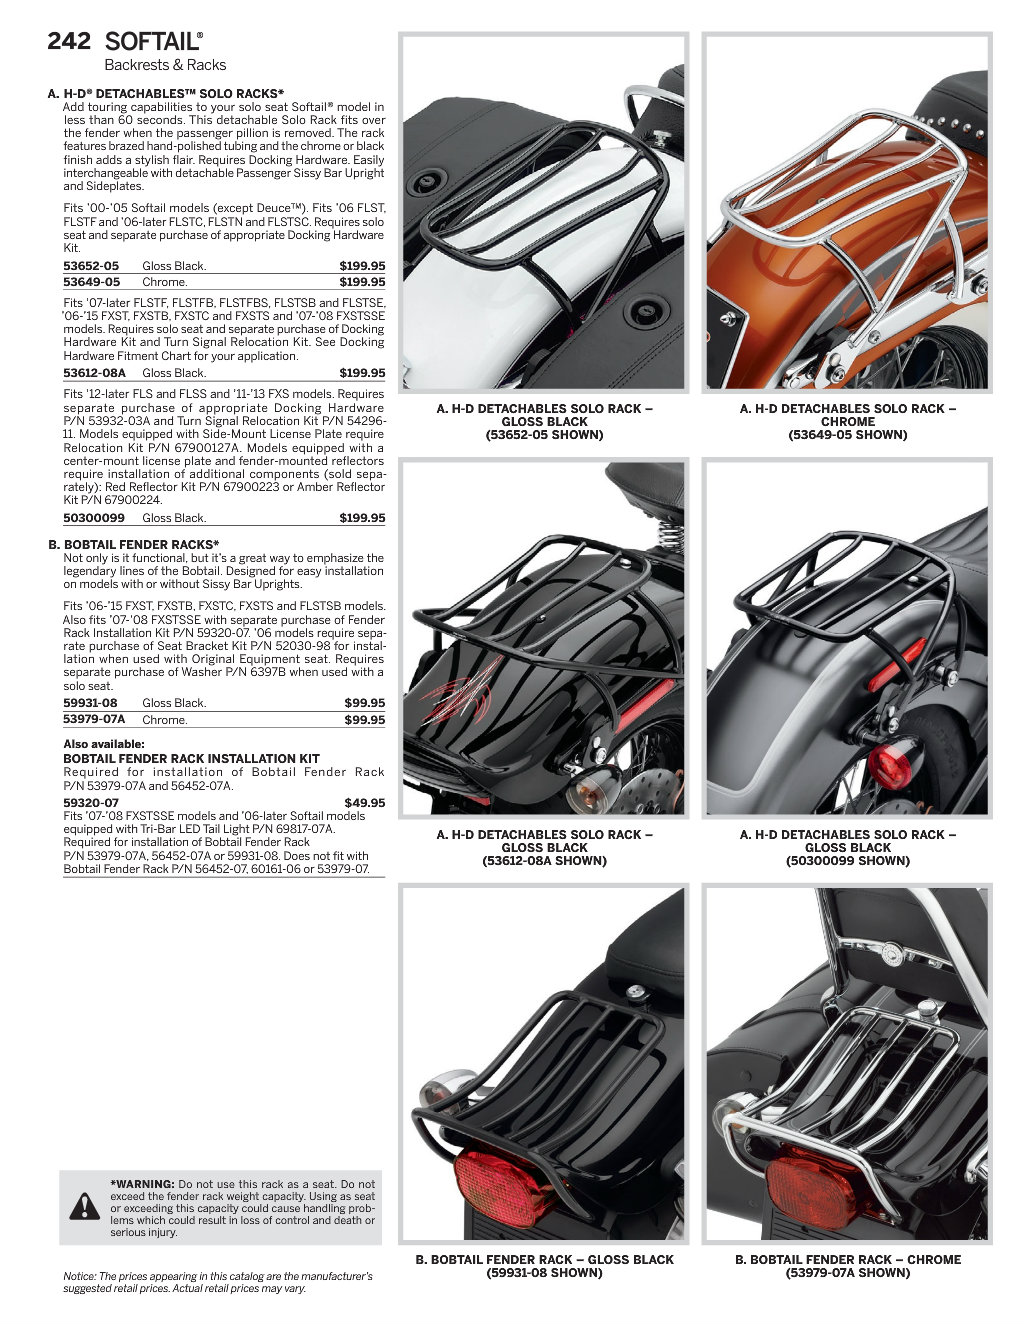 242 SOFTAIL®
Backrests & Racks
A. H-D® DETACHABLES™ SOLO RACKS*
Add touring capabilities to your solo seat Softail® model in
less than 60 seconds. This detachable Solo Rack fits over
the fender when the passenger pillion is removed. The rack
features brazed hand-polished tubing and the chrome or black
finish adds a stylish flair. Requires Docking Hardware. Easily
interchangeable with detachable Passenger Sissy Bar Upright
and Sideplates.
Fits ’00-’05 Softail models (except Deuce™). Fits ’06 FLST,
FLSTF and ’06-later FLSTC, FLSTN and FLSTSC. Requires solo
seat and separate purchase of appropriate Docking Hardware
Kit.
53652-05 Gloss Black. $199.95
53649-05 Chrome. $199.95
Fits ’07-later FLSTF, FLSTFB, FLSTFBS, FLSTSB and FLSTSE,
’06-’15 FXST, FXSTB, FXSTC and FXSTS and ’07-’08 FXSTSSE
models. Requires solo seat and separate purchase of Docking
Hardware Kit and Turn Signal Relocation Kit. See Docking
Hardware Fitment Chart for your application.
53612-08A Gloss Black. $199.95
Fits ’12-later FLS and FLSS and ’11-’13 FXS models. Requires
separate purchase of appropriate Docking Hardware
P/N 53932-03A and Turn Signal Relocation Kit P/N 54296-
11. Models equipped with Side-Mount License Plate require
Relocation Kit P/N 67900127A. Models equipped with a
center-mount license plate and fender-mounted reflectors
require installation of additional components (sold sepa-
rately): Red Reflector Kit P/N 67900223 or Amber Reflector
Kit P/N 67900224.
50300099 Gloss Black. $199.95
B. BOBTAIL FENDER RACKS*
Not only is it functional, but it’s a great way to emphasize the
legendary lines of the Bobtail. Designed for easy installation
on models with or without Sissy Bar Uprights.
Fits ’06-’15 FXST, FXSTB, FXSTC, FXSTS and FLSTSB models.
Also fits ’07-’08 FXSTSSE with separate purchase of Fender
Rack Installation Kit P/N 59320-07. ’06 models require sepa-
rate purchase of Seat Bracket Kit P/N 52030-98 for instal-
lation when used with Original Equipment seat. Requires
separate purchase of Washer P/N 6397B when used with a
solo seat.
59931-08 Gloss Black. $99.95
53979-07A Chrome. $99.95
Also available:
BOBTAIL FENDER RACK INSTALLATION KIT
Required for installation of Bobtail Fender Rack
P/N 53979-07A and 56452-07A.
59320-07 $49.95
Fits ’07-’08 FXSTSSE models and ’06-later Softail models
equipped with Tri-Bar LED Tail Light P/N 69817-07A.
Required for installation of Bobtail Fender Rack
P/N 53979-07A, 56452-07A or 59931-08. Does not fit with
Bobtail Fender Rack P/N 56452-07, 60161-06 or 53979-07.
*WARNING: Do not use this rack as a seat. Do not
exceed the fender rack weight capacity. Using as seat
or exceeding this capacity could cause handling prob-
lems which could result in loss of control and death or
serious injury.
Notice: The prices appearing in this catalog are the manufacturer’s
suggested retail prices. Actual retail prices may vary.
A. H-D DETACHABLES SOLO RACK –
GLOSS BLACK
(53652-05 SHOWN)
A. H-D DETACHABLES SOLO RACK –
CHROME
(53649-05 SHOWN)
A. H-D DETACHABLES SOLO RACK –
GLOSS BLACK
(53612-08A SHOWN)
A. H-D DETACHABLES SOLO RACK –
GLOSS BLACK
(50300099 SHOWN)
B. BOBTAIL FENDER RACK – GLOSS BLACK
(59931-08 SHOWN)
B. BOBTAIL FENDER RACK – CHROME
(53979-07A SHOWN)